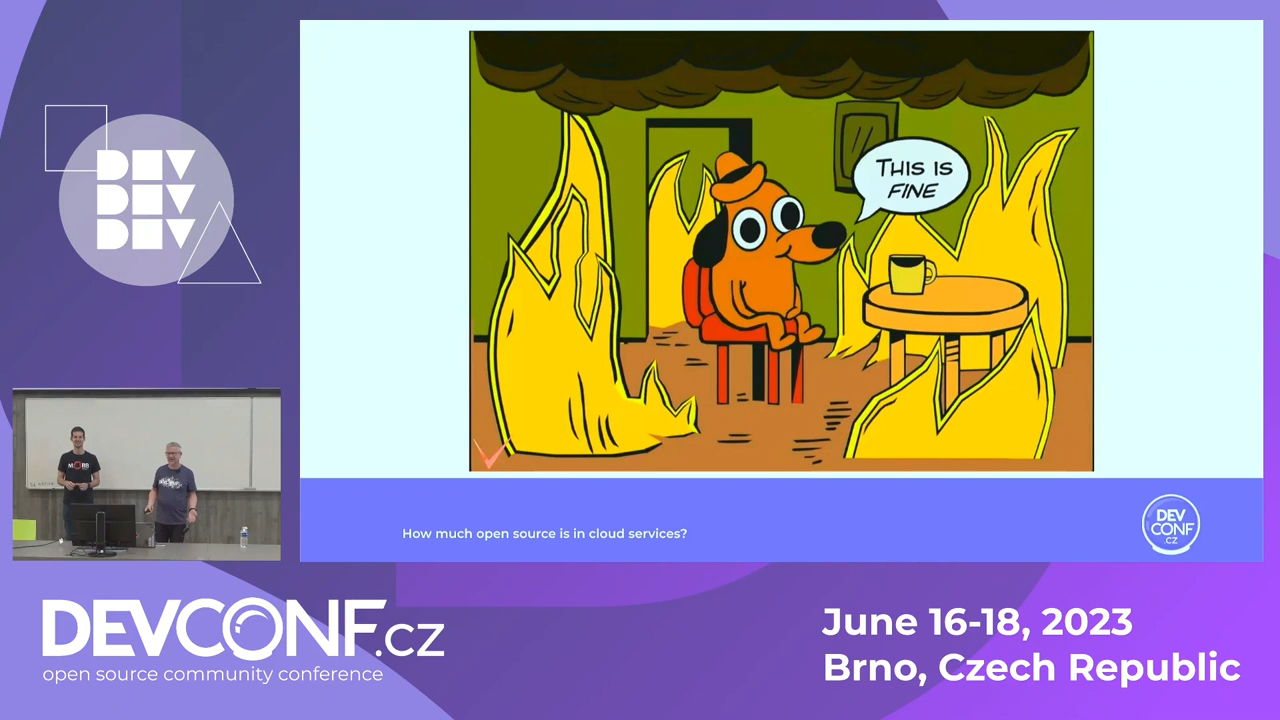 DEV
DEV
DEV
THIS IS
FINE
How much open source is in cloud services?
DEV
CONF
.CZ
DEVCONF.cz
open source community conference
June 16-18, 2023
Brno, Czech Republic